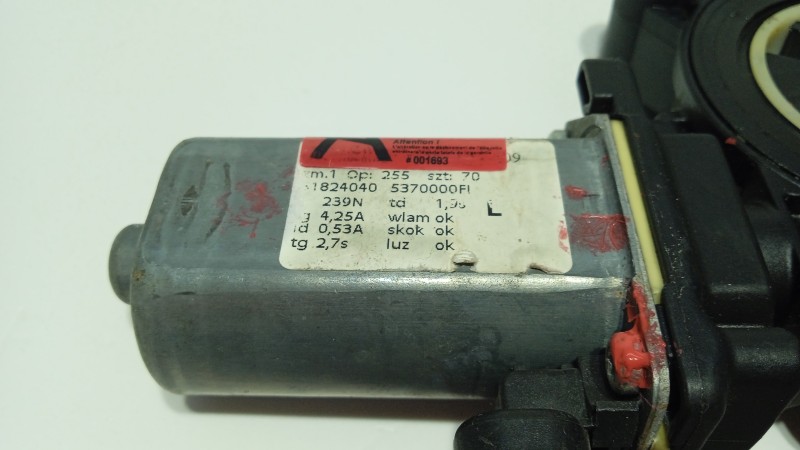 A
Attention !
# 001693
09
m.1 Op: 255 szt: 70
1824040 5370000FI
239N td 1,9s L
4,25A wlam ok
d 0,53A skok ok
tg 2,7s luz ok